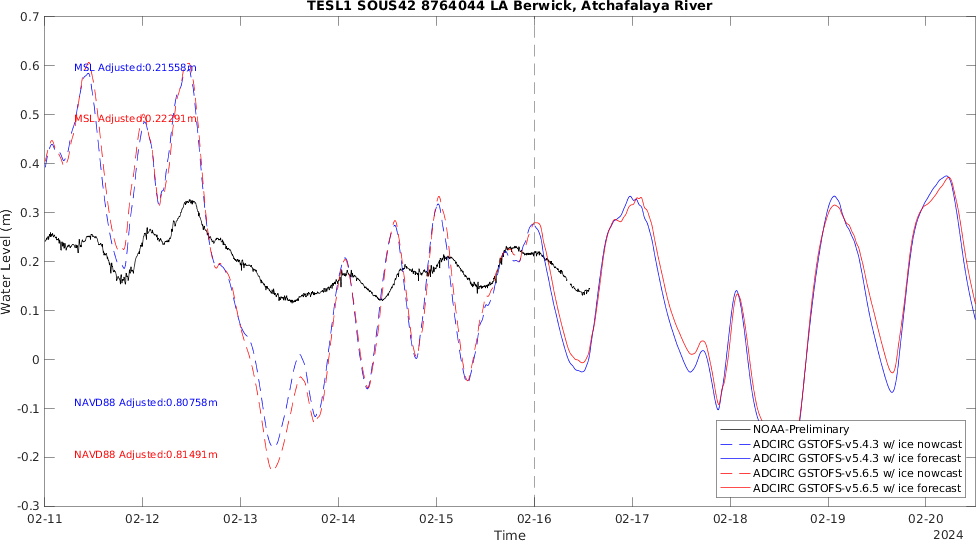 TESL1 SOUS42 8764044 LA Berwick, Atchafalaya River
0.7
0.6
0.5
0.4
0.3
0.2
0.1
0
-0.1
-0.2
-0.3
Water Level (m)
MSL Adjusted:0.21558m
MSL Adjusted:0.22291m
NAVD88 Adjusted:0.80758m
NAVD88 Adjusted:0.81491m
NOAA-Preliminary
ADCIRC GSTOFS-v5.4.3 w/ ice nowcast
ADCIRC GSTOFS-v5.4.3 w/ ice forecast
ADCIRC GSTOFS-v5.6.5 w/ ice nowcast
ADCIRC GSTOFS-v5.6.5 w/ ice forecast
02-11 02-12 02-13 02-14 02-15 02-16 02-17 02-18 02-19 02-20
Time
2024